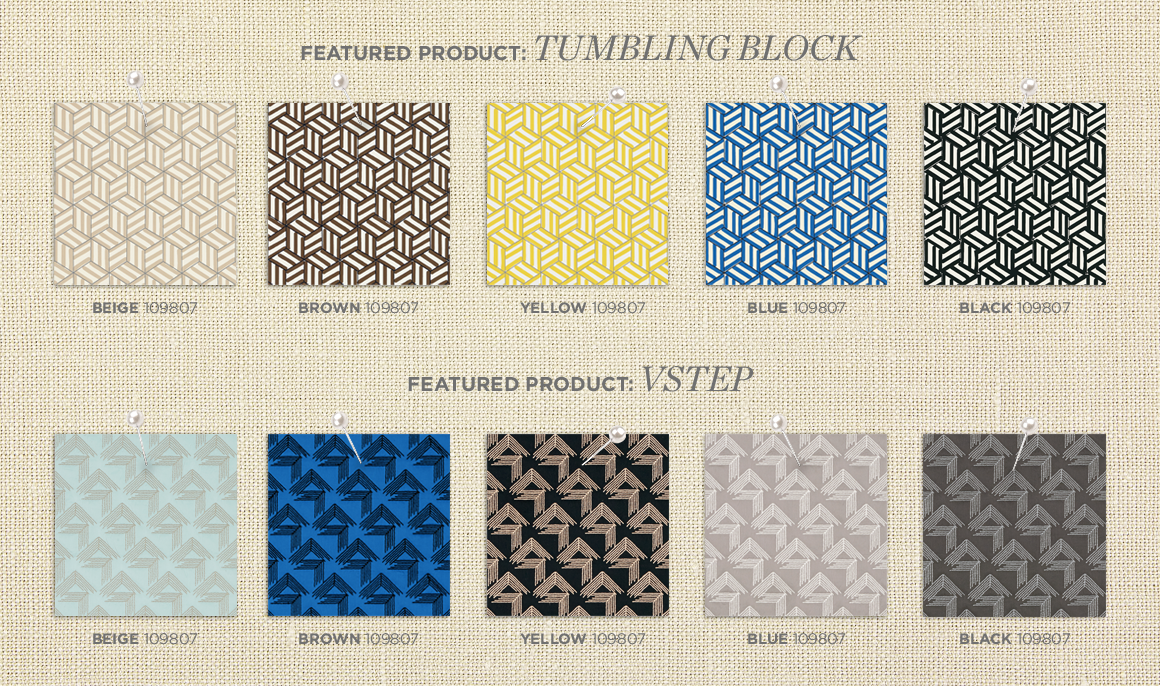 FEATURED PRODUCT: TUMBLING BLOCK
BEIGE 109807 BROWN 109807 YELLOW 109807 BLUE 109807 BLACK 109807
FEATURED PRODUCT: VSTEP
BEIGE 109807 BROWN 109807 YELLOW 109807 BLUE 109807 BLACK 109807